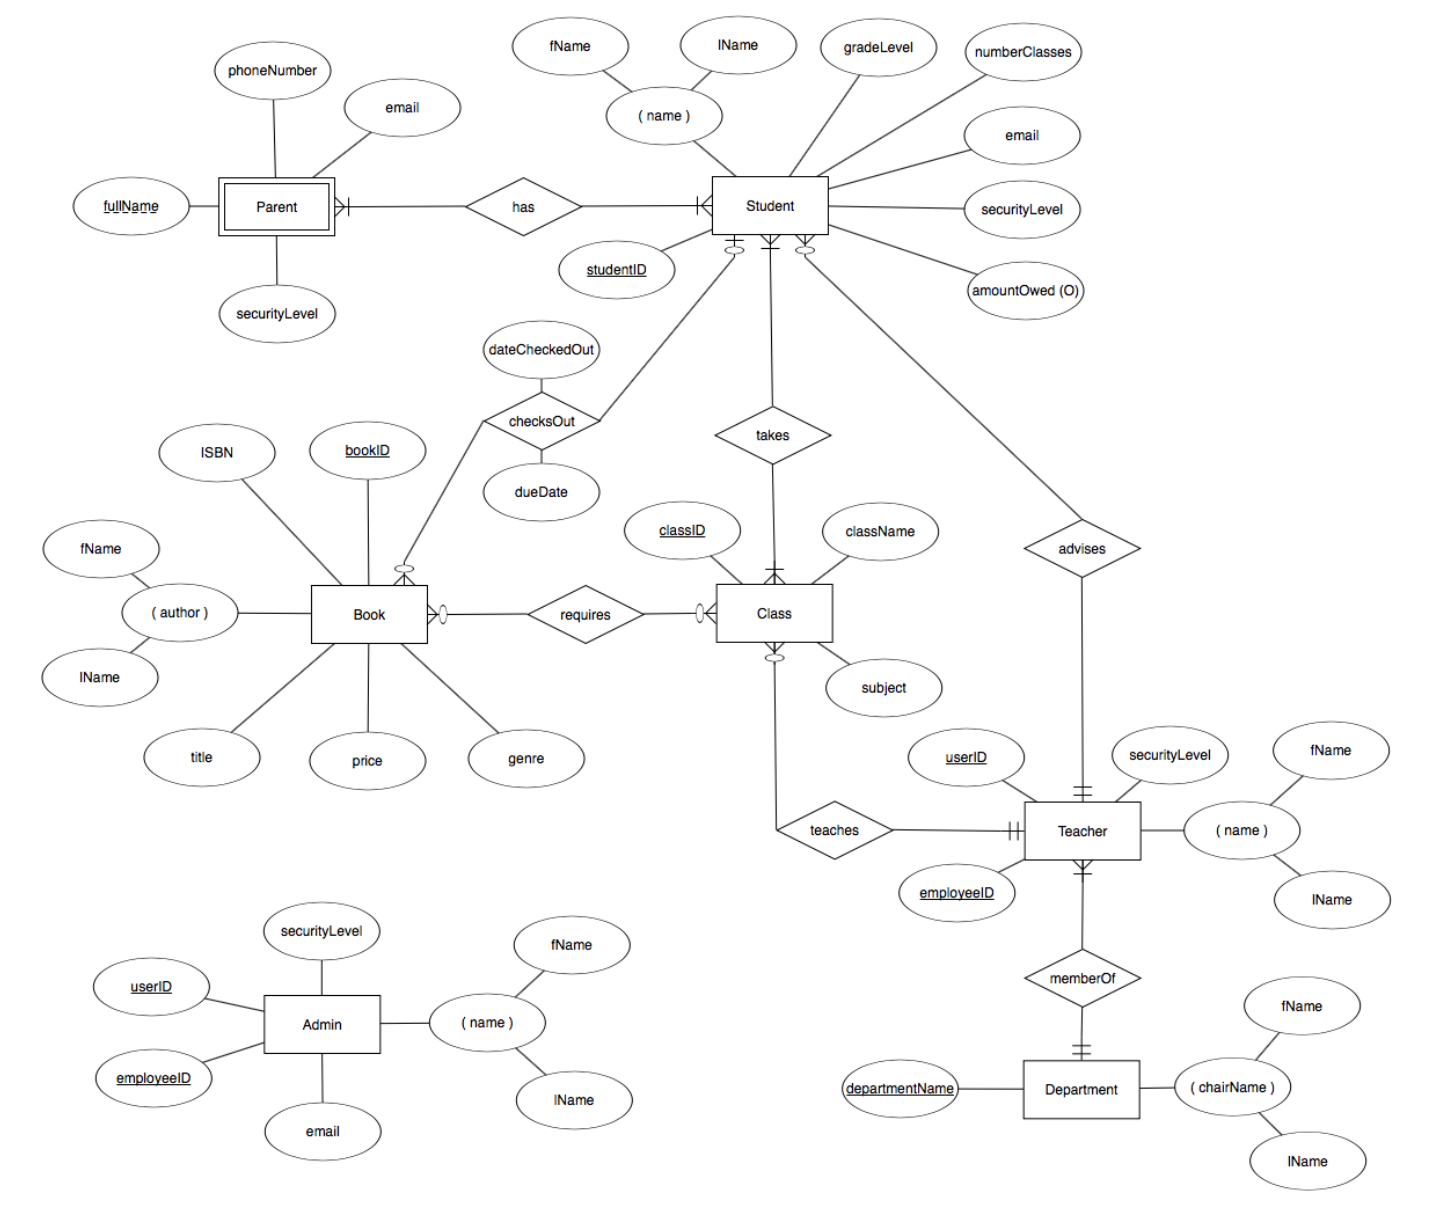 fName
lName
gradeLevel
numberClasses
phoneNumber
email
( name )
email
fullName
Parent
has
Student
securityLevel
studentID
amountOwed (O)
securityLevel
dateCheckedOut
checksOut
takes
ISBN
bookID
dueDate
classID
className
fName
advises
( author )
Book
requires
Class
lName
subject
title
price
genre
userID
securityLevel
fName
teaches
Teacher
( name )
employeeID
lName
securityLevel
fName
userID
memberOf
Admin
( name )
fName
employeeID
departmentName
Department
( chairName )
lName
email
lName